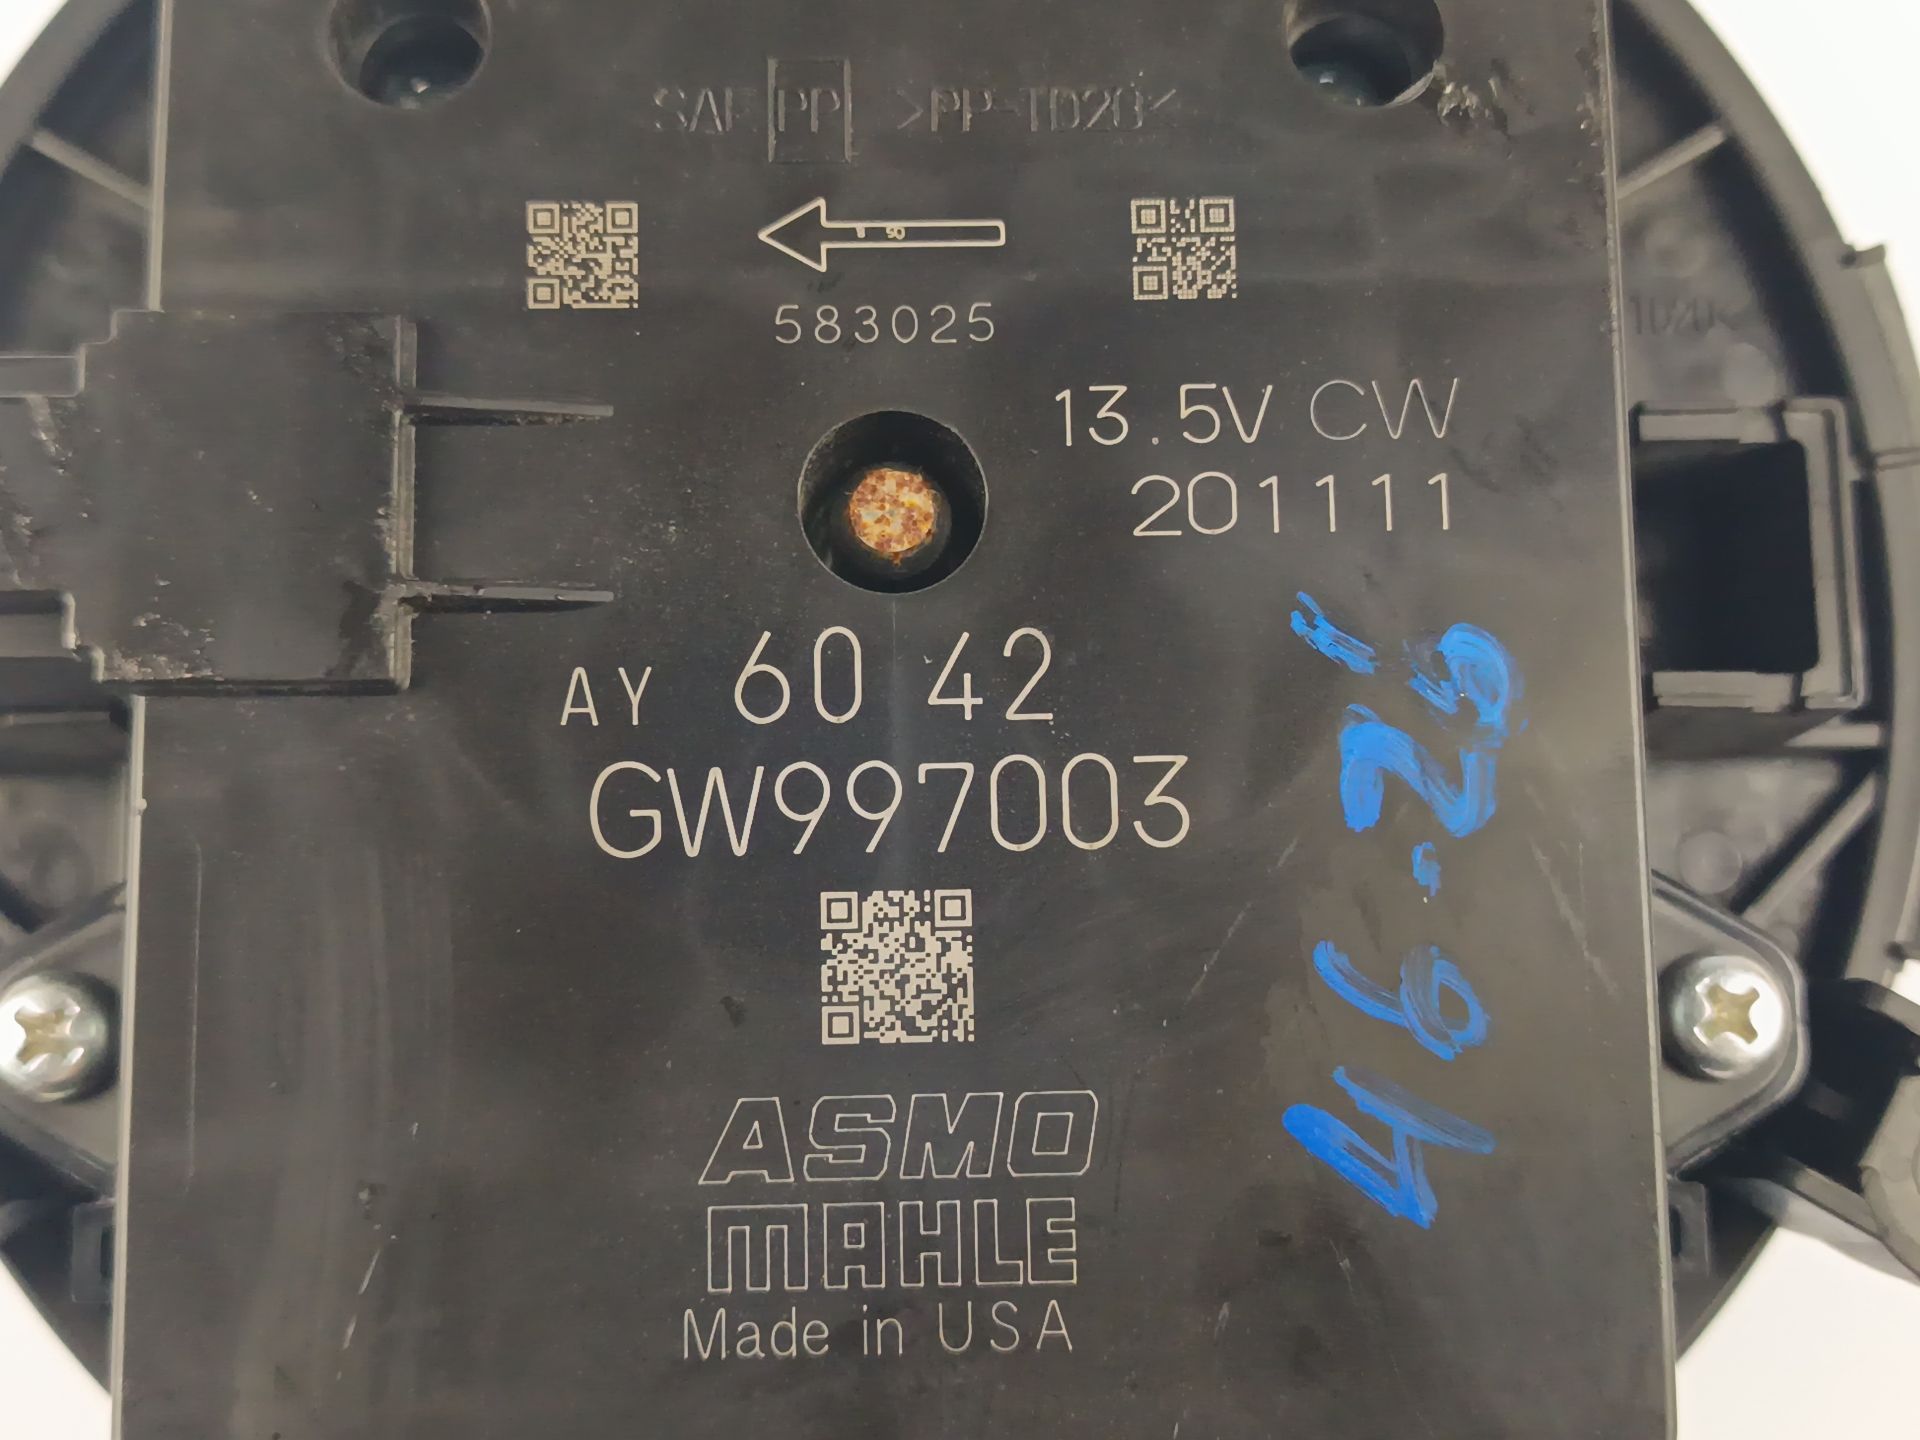 SAE PP >PP-TD20<
583025
13.5V CW
201111
AY 60 42
GW997003
ASMO
MAHLE
Made in USA
46-26